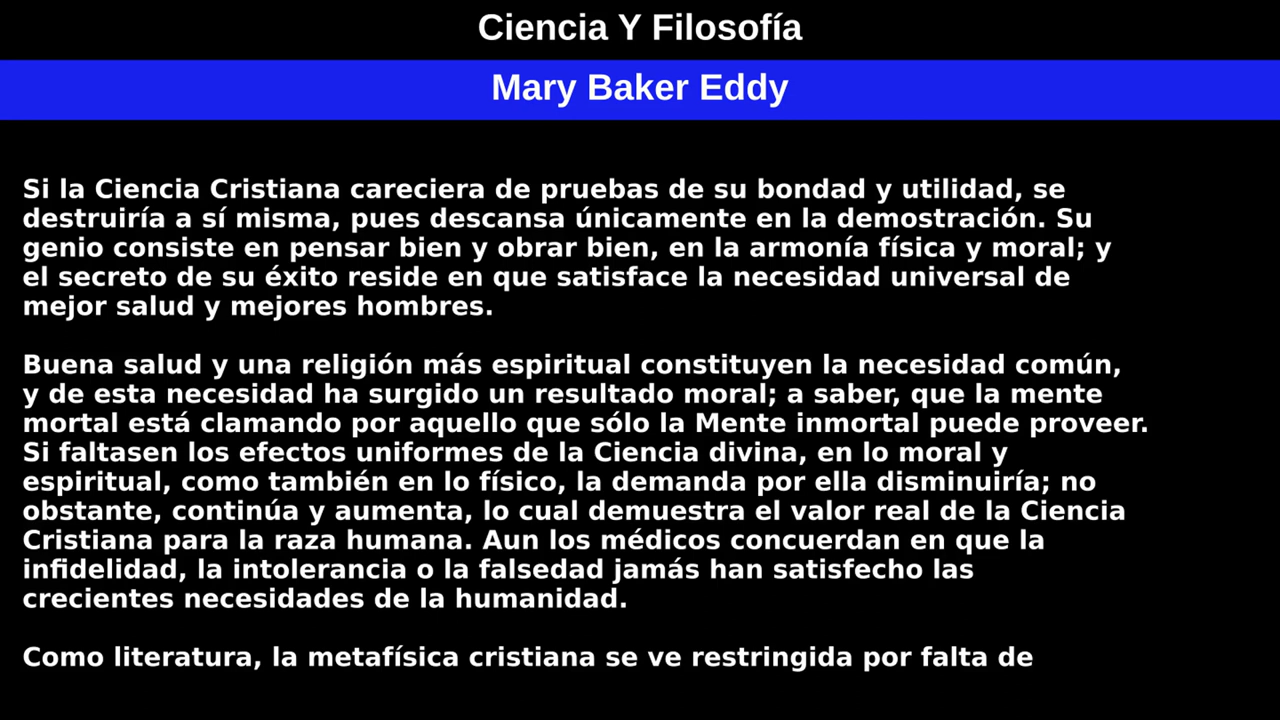 Ciencia Y Filosofía
Mary Baker Eddy
Si la Ciencia Cristiana careciera de pruebas de su bondad y utilidad, se
destruiría a sí misma, pues descansa únicamente en la demostración. Su
genio consiste en pensar bien y obrar bien, en la armonía física y moral; y
el secreto de su éxito reside en que satisface la necesidad universal de
mejor salud y mejores hombres.
Buena salud y una religión más espiritual constituyen la necesidad común,
y de esta necesidad ha surgido un resultado moral; a saber, que la mente
mortal está clamando por aquello que sólo la Mente inmortal puede proveer.
Si faltasen los efectos uniformes de la Ciencia divina, en lo moral y
espiritual, como también en lo físico, la demanda por ella disminuiría; no
obstante, continúa y aumenta, lo cual demuestra el valor real de la Ciencia
Cristiana para la raza humana. Aun los médicos concuerdan en que la
infidelidad, la intolerancia o la falsedad jamás han satisfecho las
crecientes necesidades de la humanidad.
Como literatura, la metafísica cristiana se ve restringida por falta de